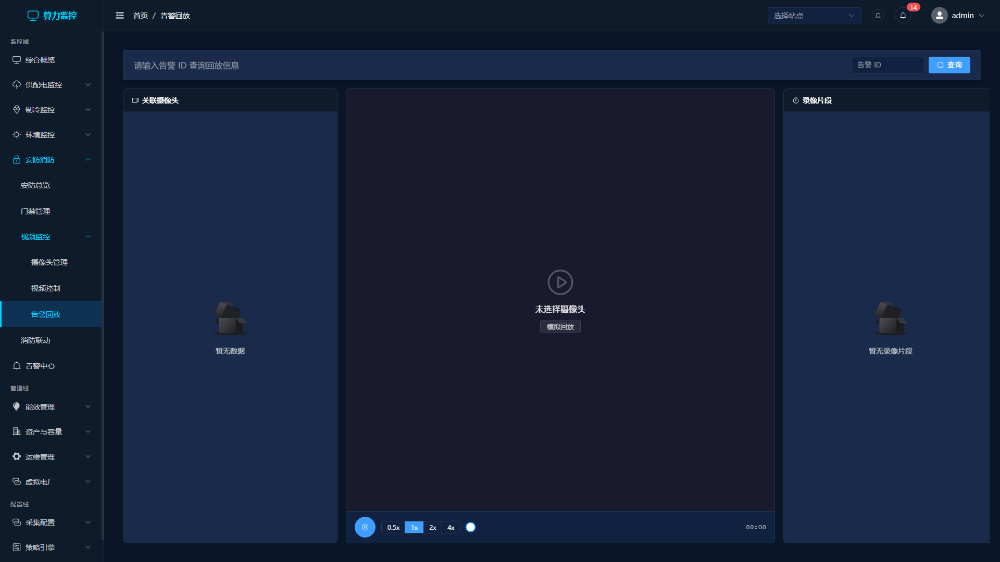 算力监控
首页 / 告警回放
选择站点
14
admin
监控域
综合概览
供配电监控
制冷监控
环境监控
安防消防
安防总览
门禁管理
视频监控
摄像头管理
视频控制
告警回放
消防联动
告警中心
管理域
能效管理
资产与容量
运维管理
虚拟电厂
配置域
采集配置
策略引擎
请输入告警 ID 查询回放信息
告警 ID
查询
关联摄像头
暂无数据
未选择摄像头
模拟回放
0.5x 1x 2x 4x
00:00
录像片段
暂无录像片段